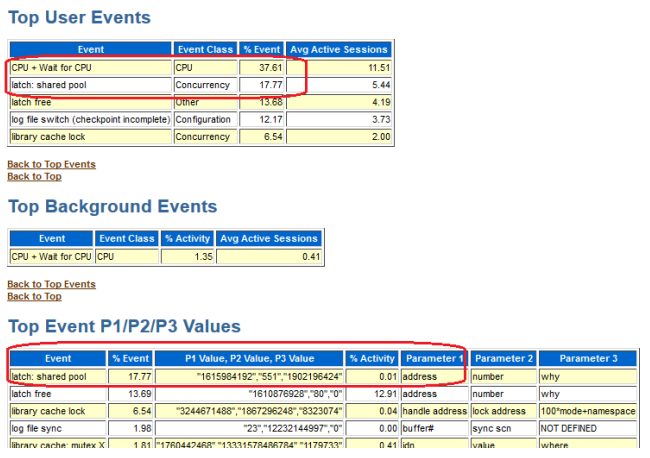 Top User Events
Event Event Class % Event Avg Active Sessions
CPU + Wait for CPU CPU 37.61 11.51
latch: shared pool Concurrency 17.77 5.44
latch free Other 13.68 4.19
log file switch (checkpoint incomplete) Configuration 12.17 3.73
library cache lock Concurrency 6.54 2.00
Back to Top Events
Back to Top
Top Background Events
Event Event Class % Activity Avg Active Sessions
CPU + Wait for CPU CPU 1.35 0.41
Back to Top Events
Back to Top
Top Event P1/P2/P3 Values
Event % Event P1 Value, P2 Value, P3 Value % Activity Parameter 1 Parameter 2 Parameter 3
latch: shared pool 17.77 "1615984192","551","1902196424" 0.01 address number why
latch free 13.69 "1610876928","80","0" 12.91 address number why
library cache lock 6.54 "3244671488","1867296248","8323074" 0.04 handle address lock address 100*mode+namespace
log file sync 1.98 "23","12232144997","0" 0.00 buffer# sync scn NOT DEFINED
library cache: mutex X 1.81 "1760442468","13331578486784","1179733" 0.41 idn value where